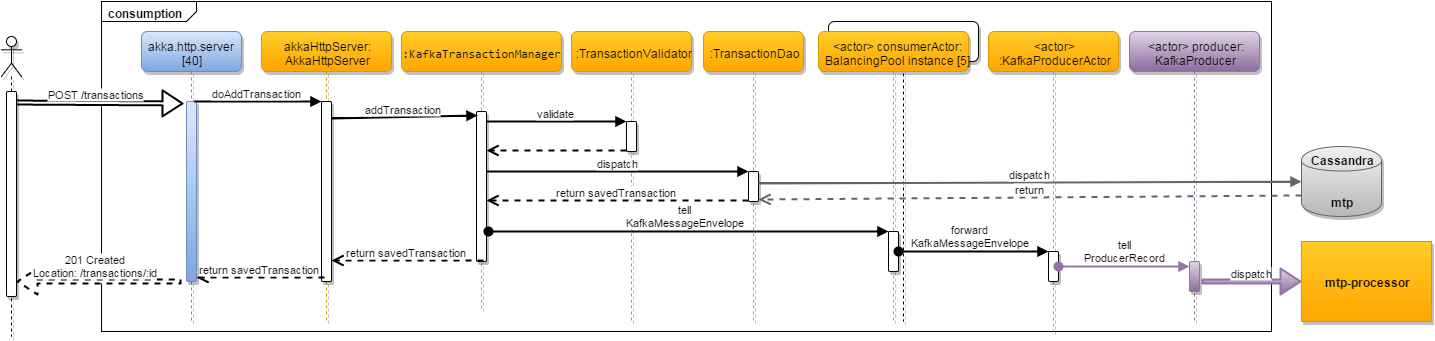 consumption
akka.http.server
[40]
akkaHttpServer:
AkkaHttpServer
:KafkaTransactionManager
:TransactionValidator
:TransactionDao
<actor> consumerActor:
BalancingPool instance [5]
<actor>
:KafkaProducerActor
<actor> producer:
KafkaProducer
POST /transactions
doAddTransaction
addTransaction
validate
dispatch
return savedTransaction
dispatch
return
Cassandra
mtp
tell
KafkaMessageEnvelope
forward
KafkaMessageEnvelope
tell
ProducerRecord
dispatch
mtp-processor
return savedTransaction
return savedTransaction
201 Created
Location: /transactions/:id